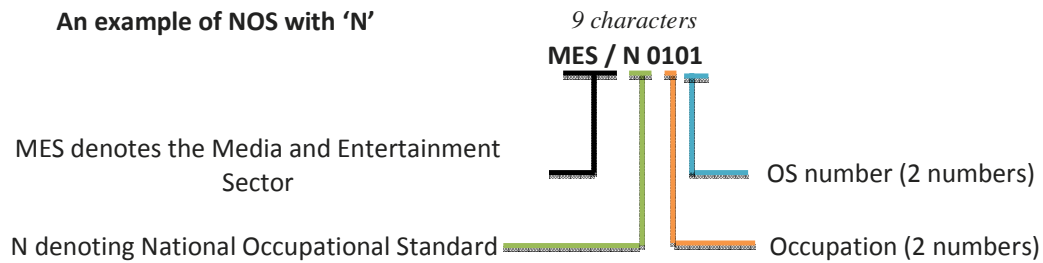 An example of NOS with ‘N’
9 characters
MES / N 0101
MES denotes the Media and Entertainment
Sector
OS number (2 numbers)
N denoting National Occupational Standard
Occupation (2 numbers)